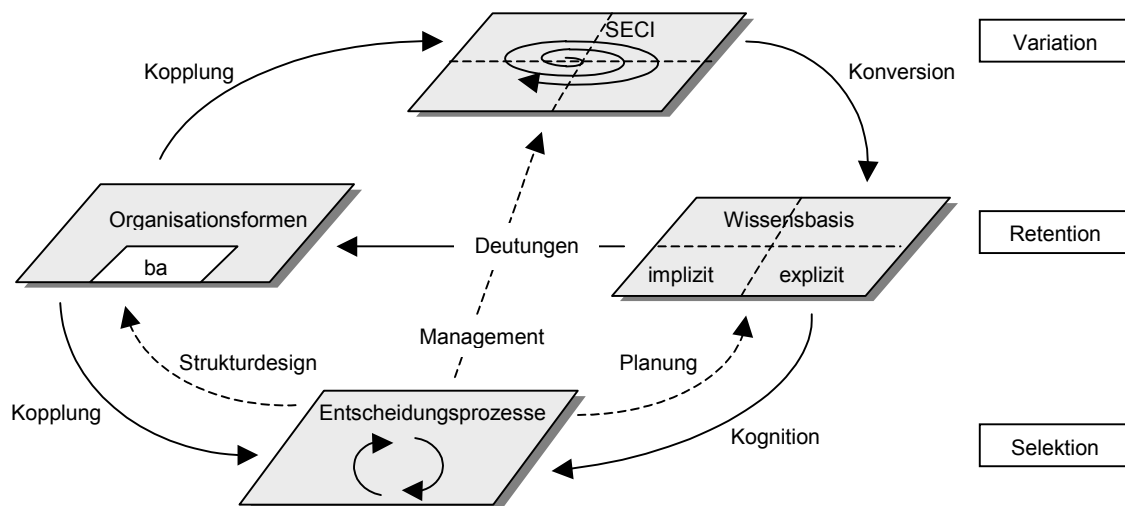 SECI
Variation
Kopplung
Konversion
Organisationsformen
Wissensbasis
Retention
Deutungen
ba
implizit
explizit
Management
Strukturdesign
Planung
Kopplung
Entscheidungsprozesse
Kognition
Selektion